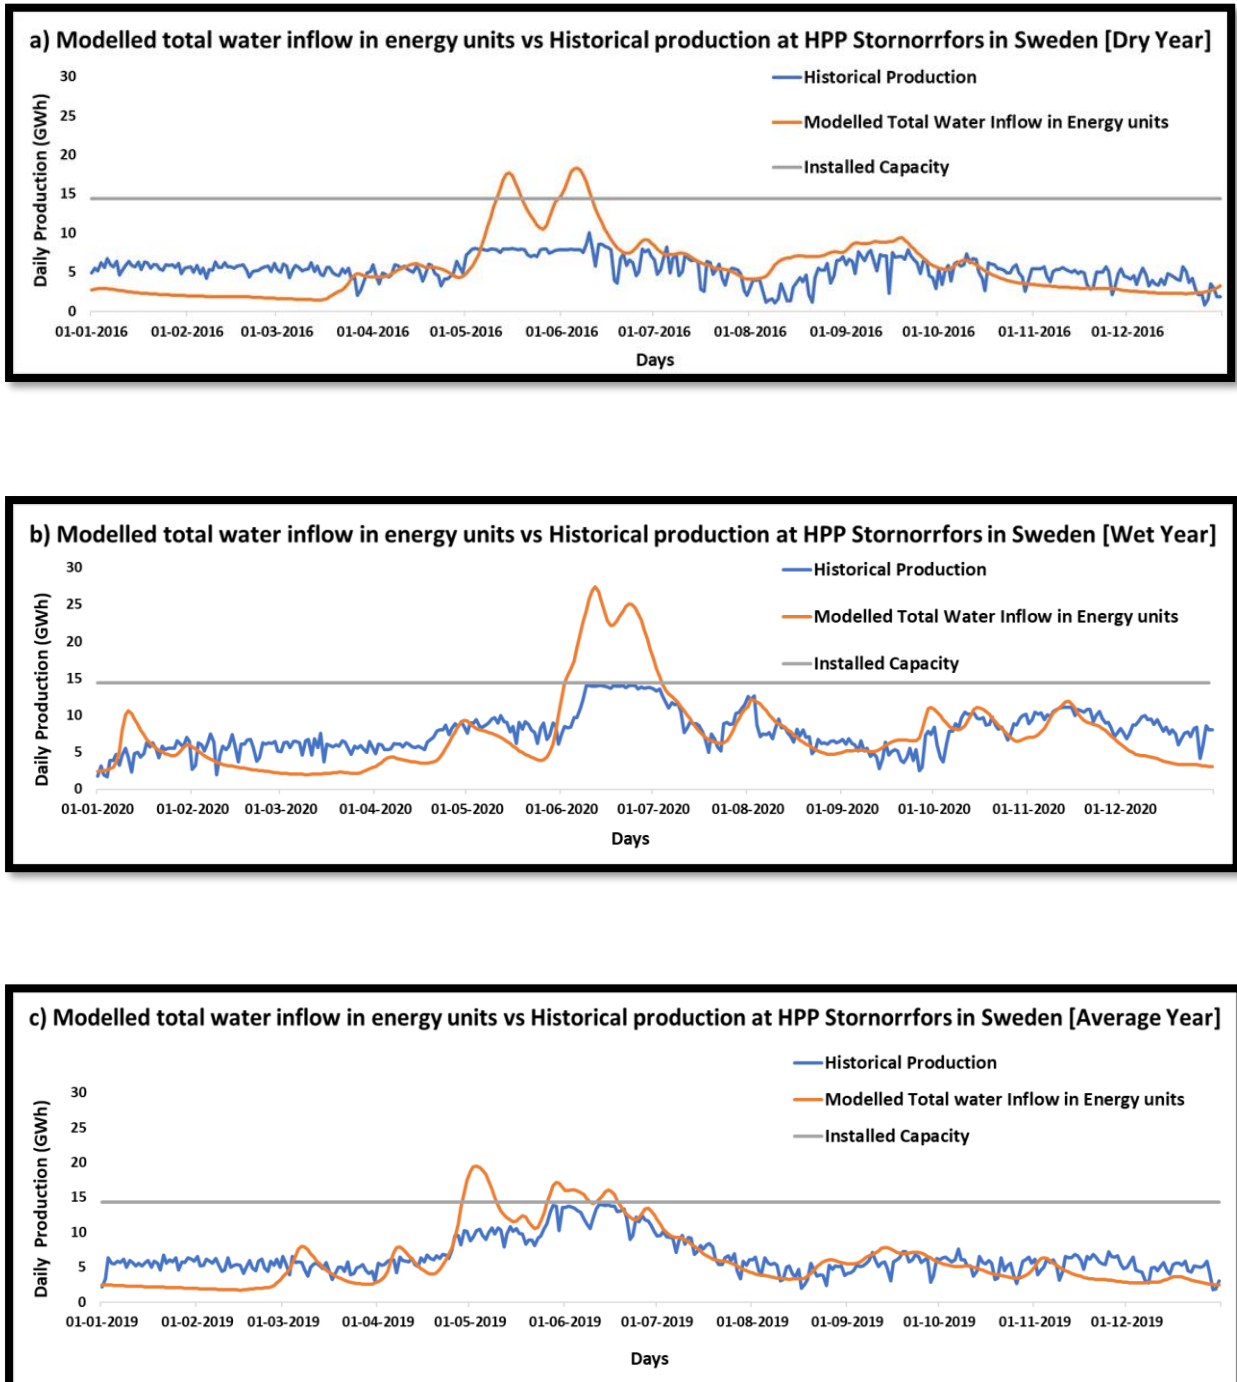 a) Modelled total water inflow in energy units vs Historical production at HPP Stornorrfors in Sweden [Dry Year]
Daily Production (GWh)
30
25
20
15
10
5
0
Historical Production
Modelled Total Water Inflow in Energy units
Installed Capacity
01-01-2016 01-02-2016 01-03-2016 01-04-2016 01-05-2016 01-06-2016 01-07-2016 01-08-2016 01-09-2016 01-10-2016 01-11-2016 01-12-2016
Days
b) Modelled total water inflow in energy units vs Historical production at HPP Stornorrfors in Sweden [Wet Year]
Daily Production (GWh)
30
25
20
15
10
5
0
Historical Production
Modelled Total Water Inflow in Energy units
Installed Capacity
01-01-2020 01-02-2020 01-03-2020 01-04-2020 01-05-2020 01-06-2020 01-07-2020 01-08-2020 01-09-2020 01-10-2020 01-11-2020 01-12-2020
Days
c) Modelled total water inflow in energy units vs Historical production at HPP Stornorrfors in Sweden [Average Year]
Daily Production (GWh)
30
25
20
15
10
5
0
Historical Production
Modelled Total water Inflow in Energy units
Installed Capacity
01-01-2019 01-02-2019 01-03-2019 01-04-2019 01-05-2019 01-06-2019 01-07-2019 01-08-2019 01-09-2019 01-10-2019 01-11-2019 01-12-2019
Days